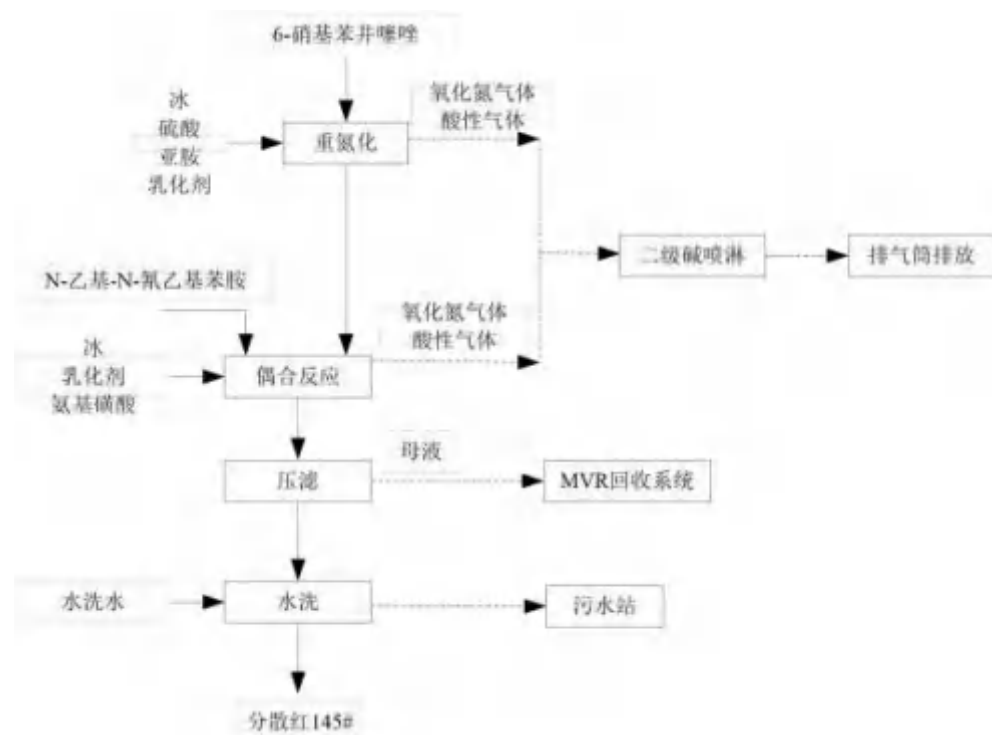 6-硝基苯井噻唑
氧化氮气体
酸性气体
冰
硫酸
亚胺
乳化剂
重氮化
二级碱喷淋
排气筒排放
N-乙基-N-氰乙基苯胺
氧化氮气体
酸性气体
冰
乳化剂
氨基磺酸
偶合反应
母液
压滤
MVR回收系统
水洗水
水洗
污水站
分散红145#